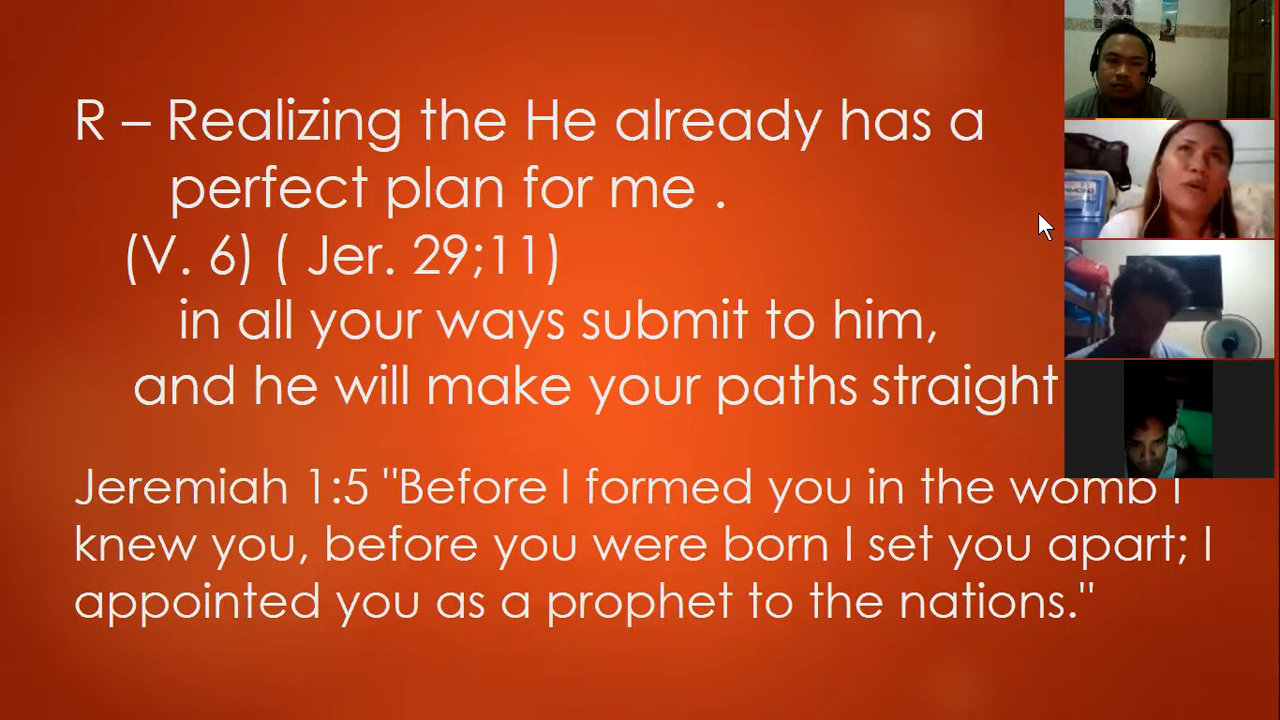 R – Realizing the He already has a
perfect plan for me .
(V. 6) ( Jer. 29;11)
in all your ways submit to him,
and he will make your paths straight
Jeremiah 1:5 "Before I formed you in the womb I
knew you, before you were born I set you apart; I
appointed you as a prophet to the nations."